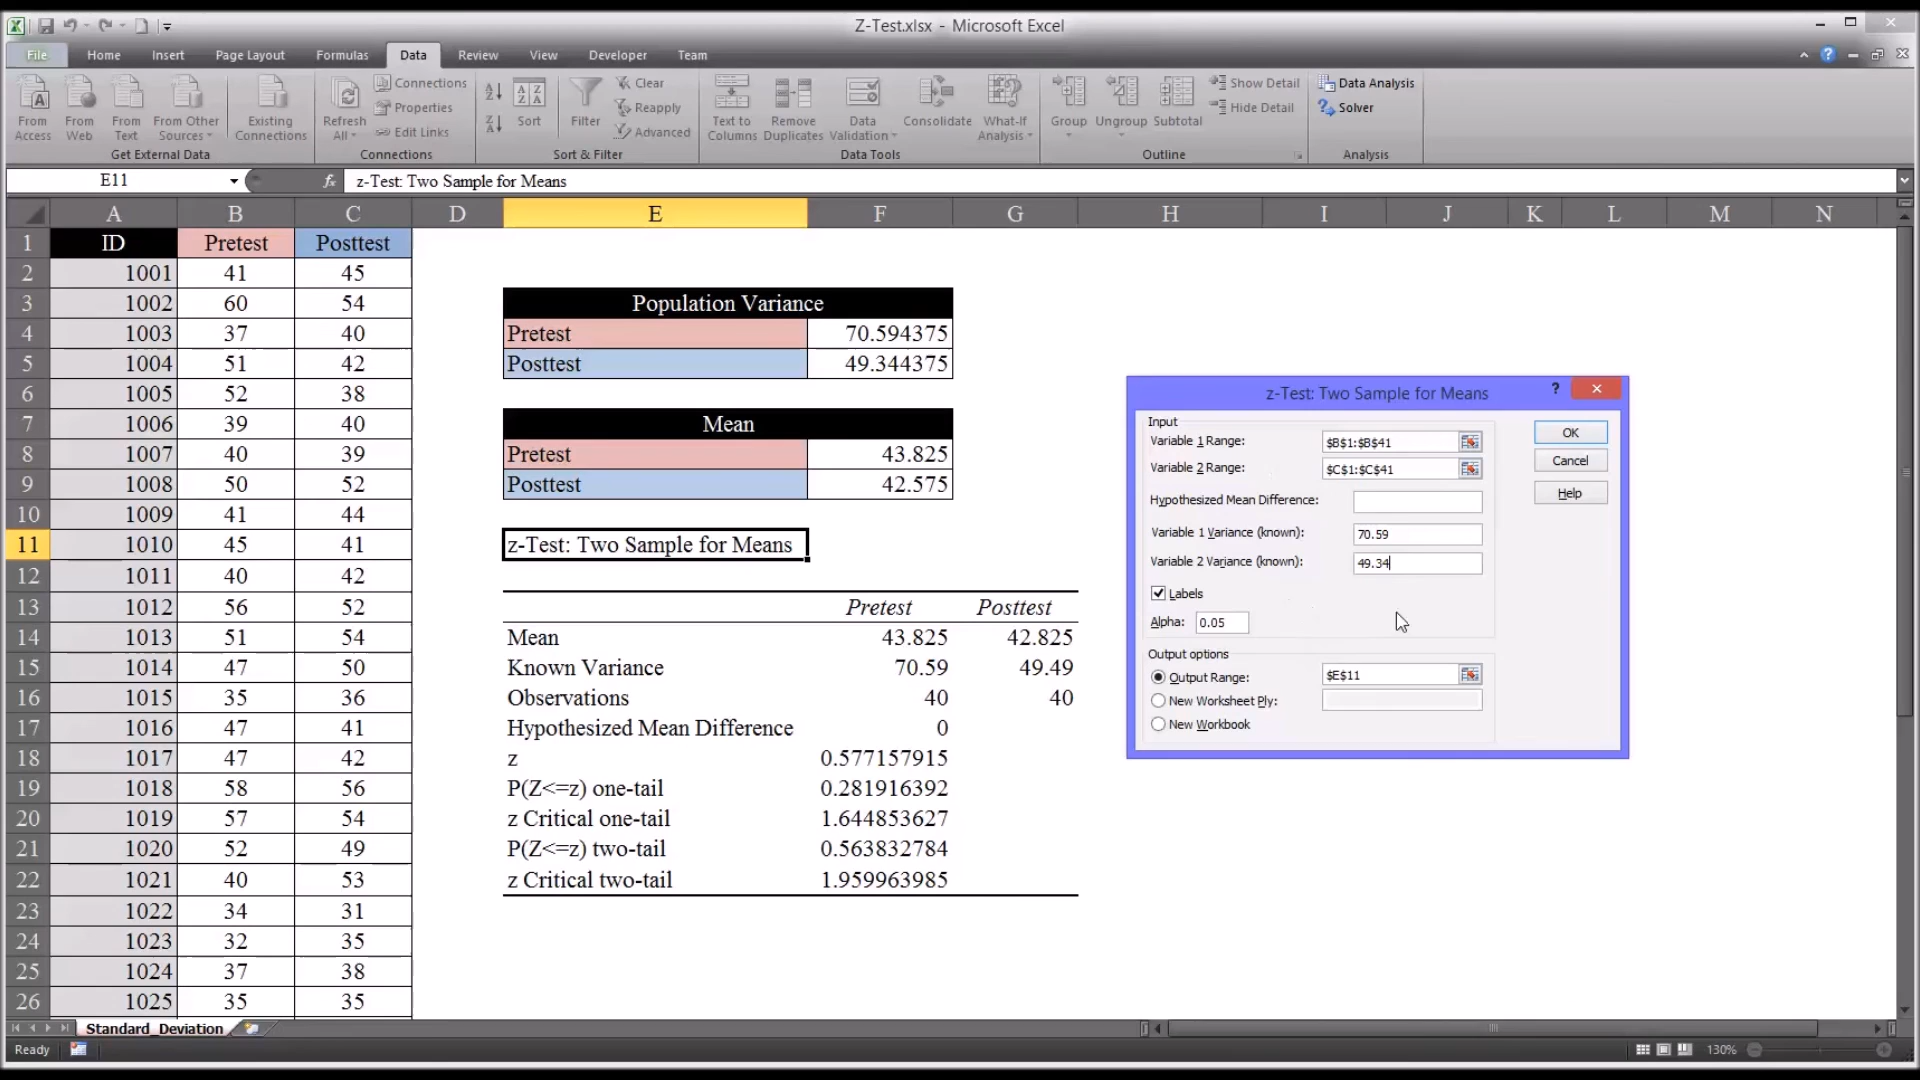 Z-Test.xlsx - Microsoft Excel
File Home Insert Page Layout Formulas Data Review View Developer Team
From Access
From Web
From Text
From Other Sources
Existing Connections
Get External Data
Refresh All
Connections
Properties
Edit Links
Connections
Sort
Filter
Clear
Reapply
Advanced
Sort & Filter
Text to Columns
Remove Duplicates
Data Validation
Consolidate
What-If Analysis
Data Tools
Group
Ungroup
Subtotal
Show Detail
Hide Detail
Outline
Data Analysis
Solver
Analysis
E11 fx z-Test: Two Sample for Means
A B C D E F G H I J K L M N
1 ID Pretest Posttest
2 1001 41 45
3 1002 60 54
4 1003 37 40
5 1004 51 42
6 1005 52 38
7 1006 39 40
8 1007 40 39
9 1008 50 52
10 1009 41 44
11 1010 45 41
12 1011 40 42
13 1012 56 52
14 1013 51 54
15 1014 47 50
16 1015 35 36
17 1016 47 41
18 1017 47 42
19 1018 58 56
20 1019 57 54
21 1020 52 49
22 1021 40 53
23 1022 34 31
24 1023 32 35
25 1024 37 38
26 1025 35 35
Population Variance
Pretest 70.594375
Posttest 49.344375
Mean
Pretest 43.825
Posttest 42.575
z-Test: Two Sample for Means
Pretest Posttest
Mean 43.825 42.825
Known Variance 70.59 49.49
Observations 40 40
Hypothesized Mean Difference 0
z 0.577157915
P(Z<=z) one-tail 0.281916392
z Critical one-tail 1.644853627
P(Z<=z) two-tail 0.563832784
z Critical two-tail 1.959963985
z-Test: Two Sample for Means ?
Input
Variable 1 Range: $B$1:$B$41
Variable 2 Range: $C$1:$C$41
Hypothesized Mean Difference:
Variable 1 Variance (known): 70.59
Variable 2 Variance (known): 49.34
Labels
Alpha: 0.05
Output options
Output Range: $E$11
New Worksheet Ply:
New Workbook
OK
Cancel
Help
Standard_Deviation
Ready
130%